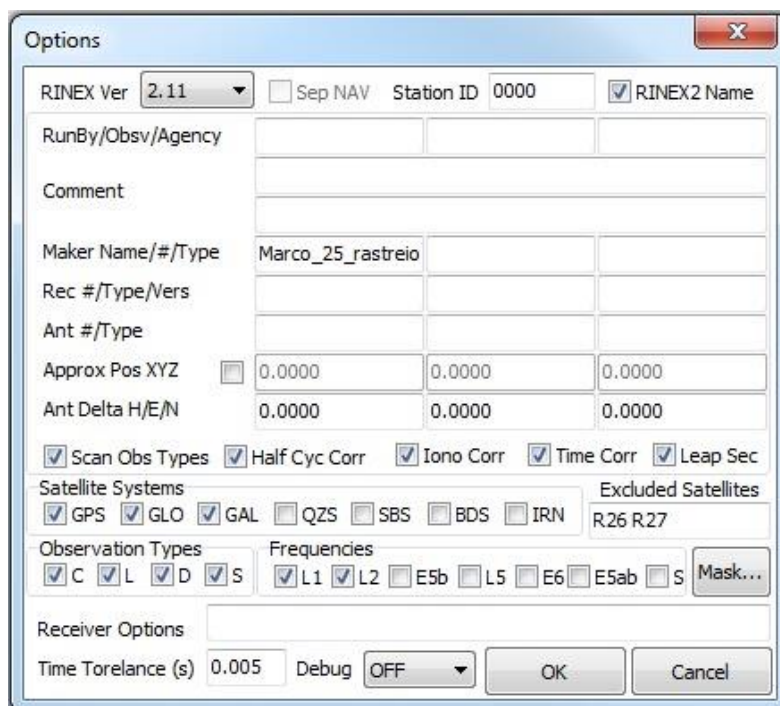 Options
RINEX Ver 2.11 Sep NAV Station ID 0000 RINEX2 Name
RunBy/Obsv/Agency
Comment
Maker Name/#/Type Marco_25_rastreio
Rec #/Type/Vers
Ant #/Type
Approx Pos XYZ 0.0000 0.0000 0.0000
Ant Delta H/E/N 0.0000 0.0000 0.0000
Scan Obs Types Half Cyc Corr Iono Corr Time Corr Leap Sec
Satellite Systems Excluded Satellites
GPS GLO GAL QZS SBS BDS IRN R26 R27
Observation Types Frequencies
C L D S L1 L2 E5b L5 E6 E5ab S Mask...
Receiver Options
Time Torelance (s) 0.005 Debug OFF OK Cancel